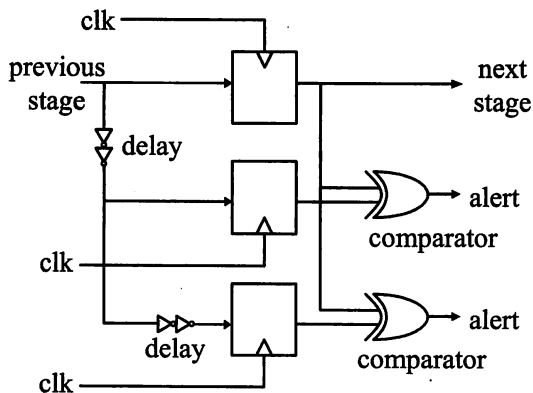 clk
previous
stage
next
stage
delay
alert
comparator
clk
delay
alert
comparator
clk